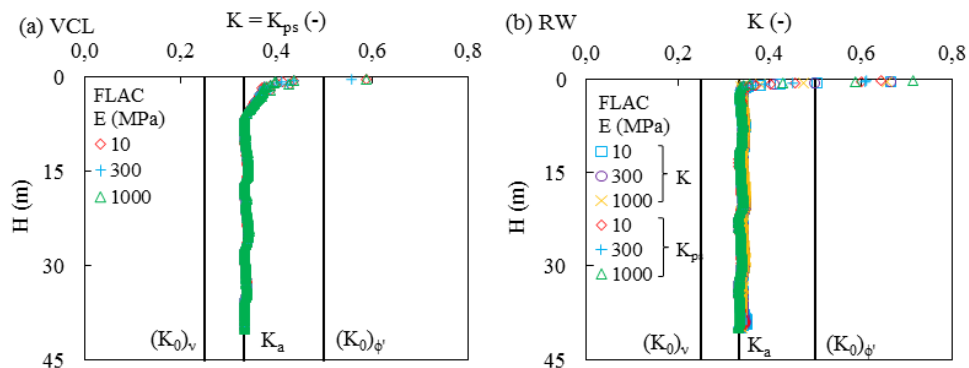 (a) VCL
K = Kps (-)
0,0 0,2 0,4 0,6 0,8
0
15
30
45
H (m)
FLAC
E (MPa)
10
300
1000
(K0)ν
Ka
(K0)ϕ'
(b) RW
K (-)
0,0 0,2 0,4 0,6 0,8
0
15
30
45
H (m)
FLAC
E (MPa)
10
300
1000
K
10
300
1000
Kps
(K0)ν
Ka
(K0)ϕ'